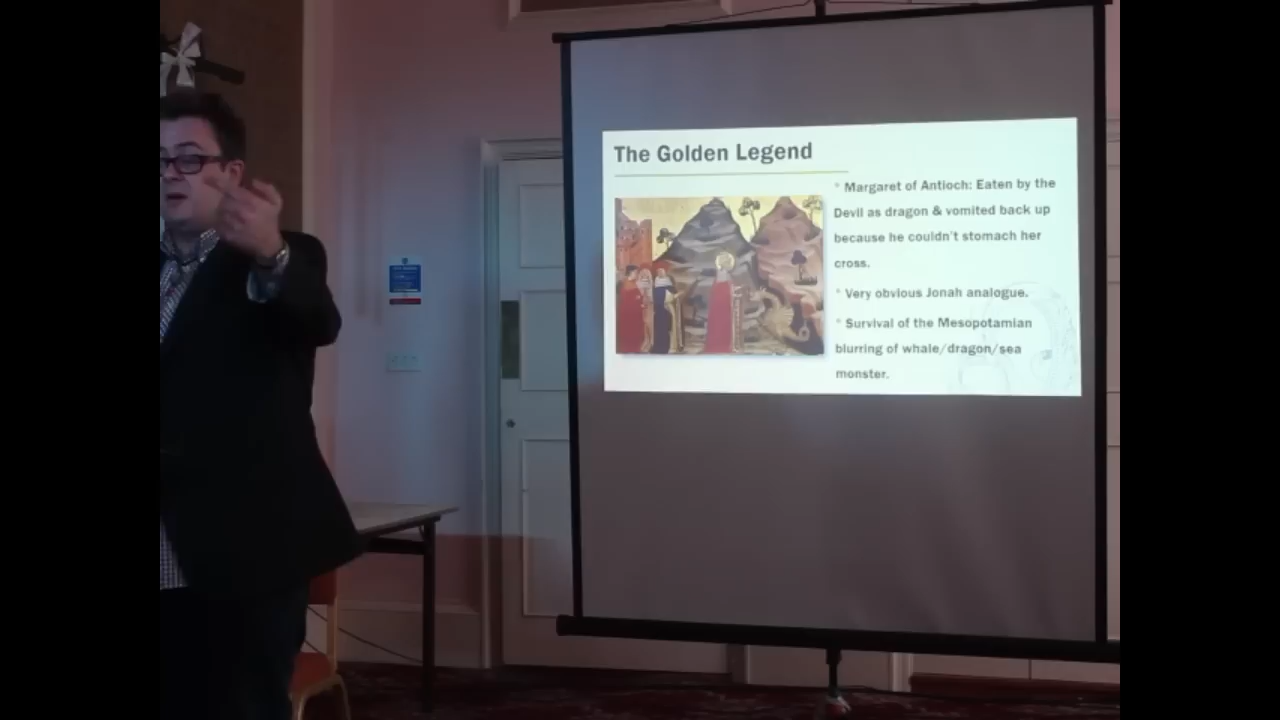 The Golden Legend
* Margaret of Antioch: Eaten by the
Devil as dragon & vomited back up
because he couldn't stomach her
cross.
* Very obvious Jonah analogue.
* Survival of the Mesopotamian
blurring of whale/dragon/sea
monster.